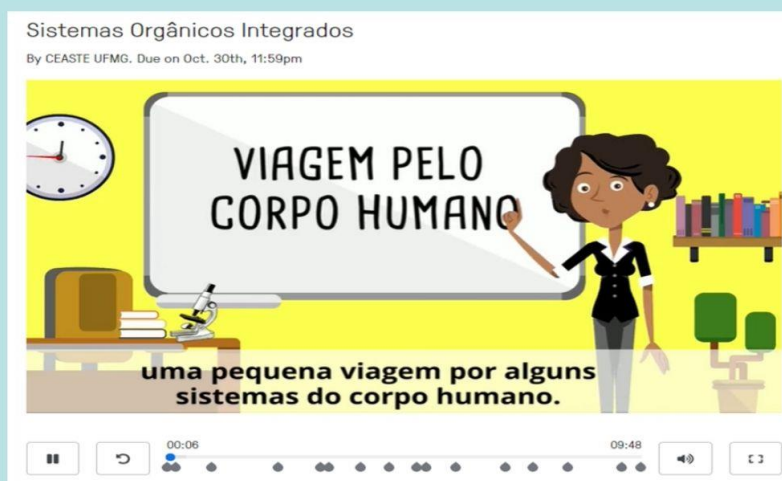 Sistemas Orgânicos Integrados
By CEASTE UFMG. Due on Oct. 30th, 11:59pm
VIAGEM PELO
CORPO HUMANO
uma pequena viagem por alguns
sistemas do corpo humano.
00:06
09:48